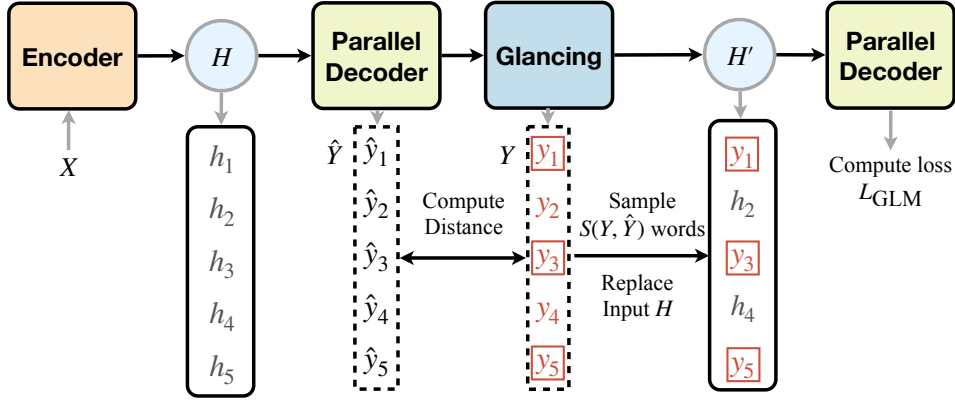 Encoder
H
Parallel
Decoder
Glancing
H′
Parallel
Decoder
X
h₁
h₂
h₃
h₄
h₅
Ŷ
ŷ₁
ŷ₂
ŷ₃
ŷ₄
ŷ₅
Compute
Distance
Y
y₁
y₂
y₃
y₄
y₅
Sample
S(Y, Ŷ) words
Replace
Input H
y₁
h₂
y₃
h₄
y₅
Compute loss
L_GLM